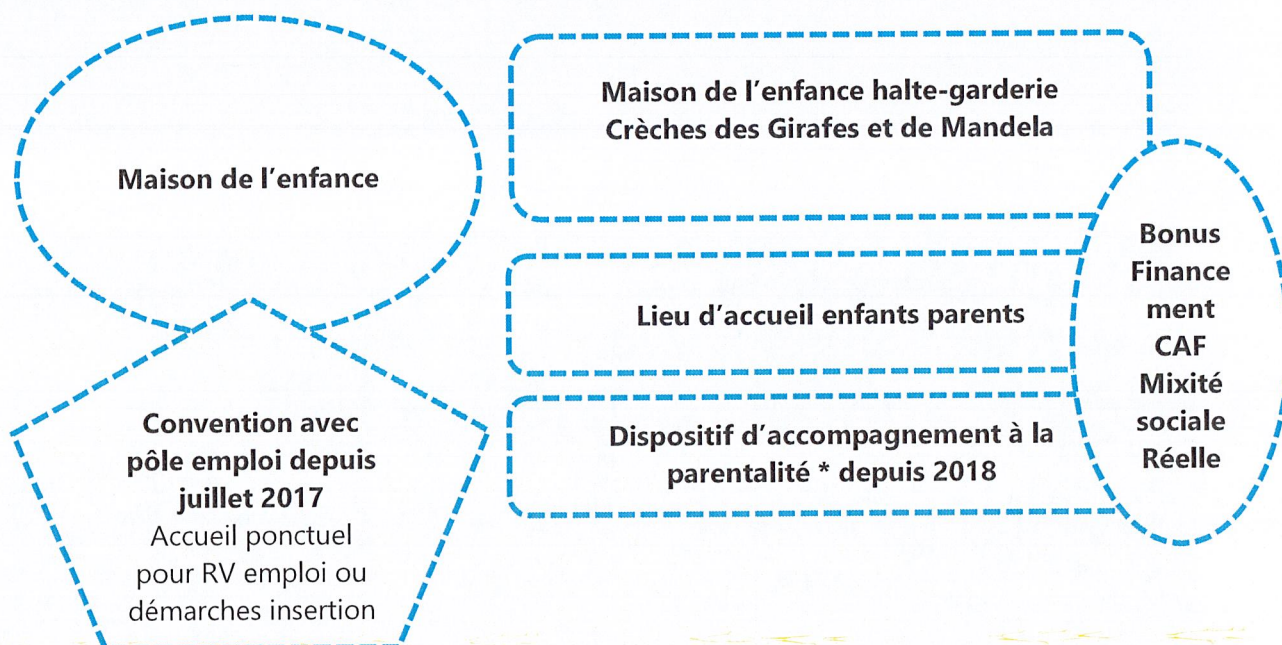 Maison de l'enfance
Convention avec
pôle emploi depuis
juillet 2017
Accueil ponctuel
pour RV emploi ou
démarches insertion
Maison de l'enfance halte-garderie
Crèches des Girafes et de Mandela
Lieu d'accueil enfants parents
Dispositif d'accompagnement à la
parentalité * depuis 2018
Bonus
Finance
ment
CAF
Mixité
sociale
Réelle